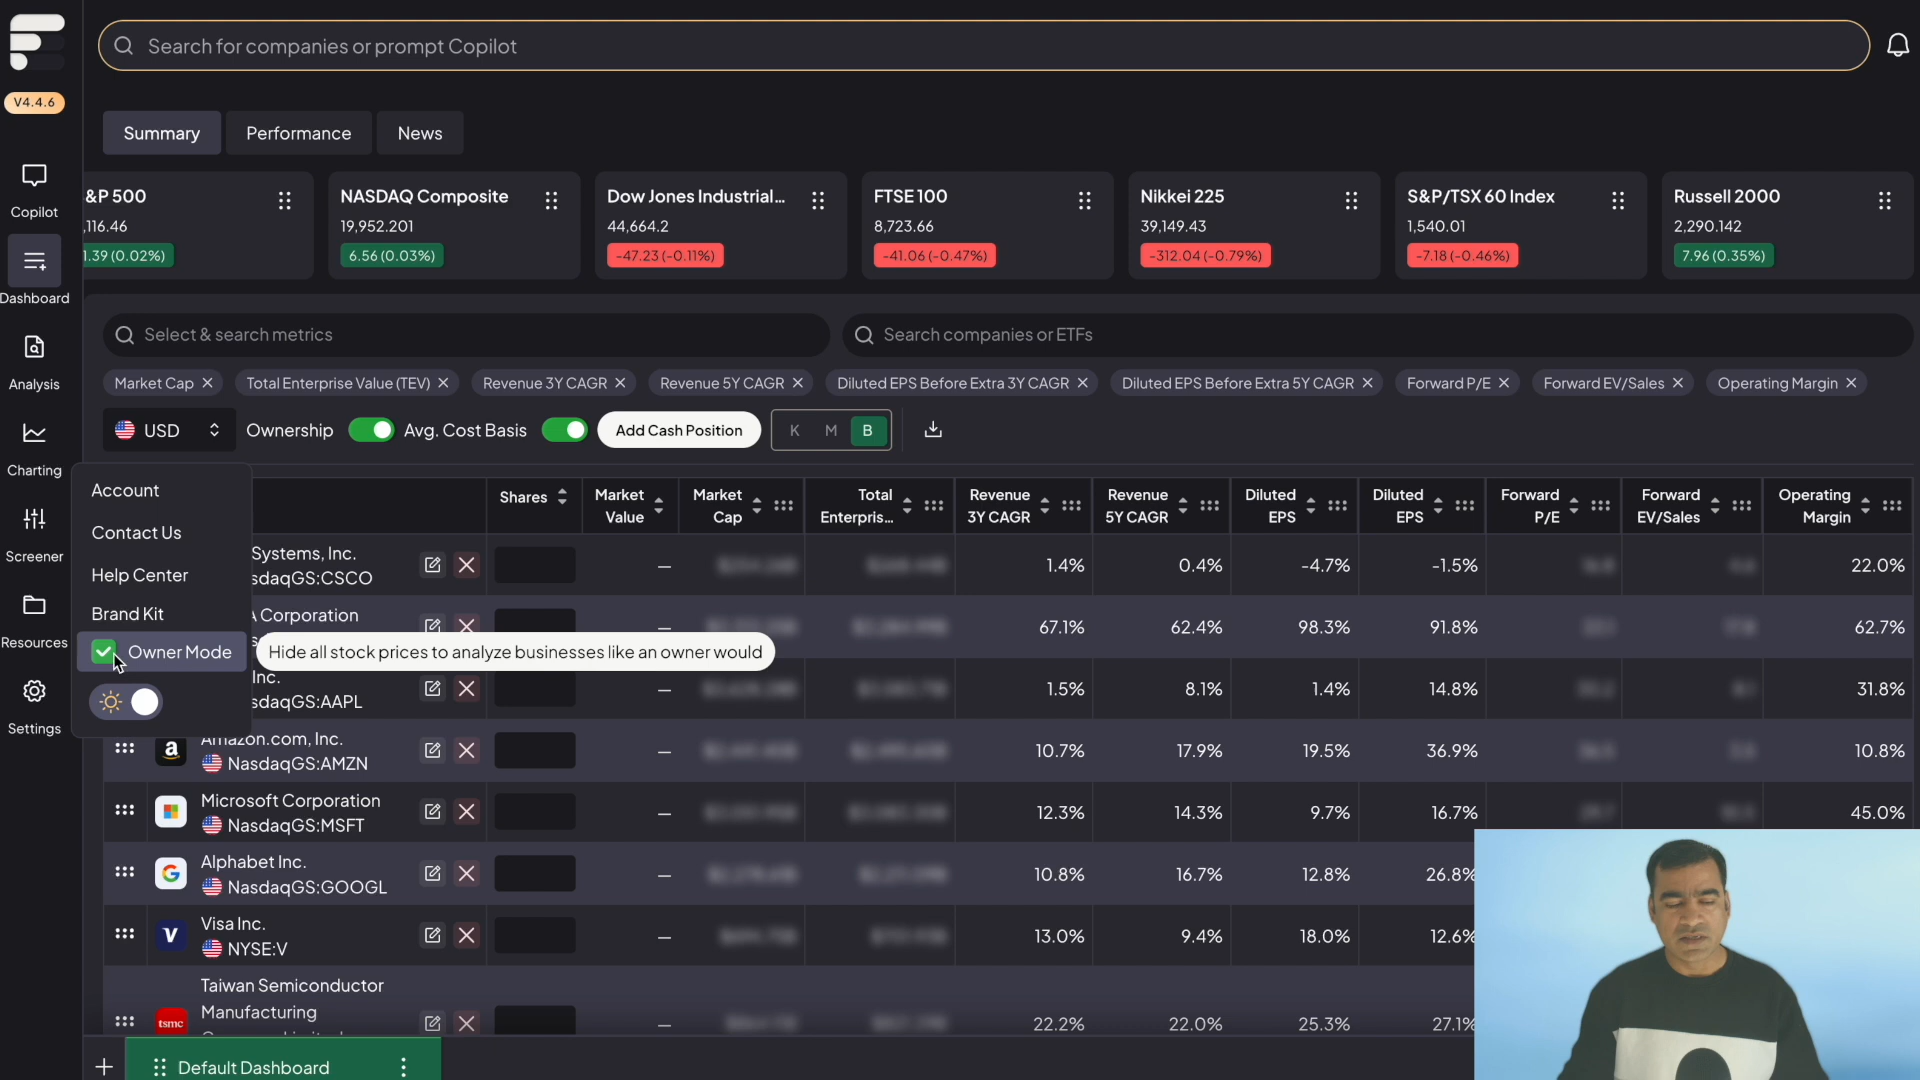 Search for companies or prompt Copilot
V4.4.6
Copilot
Dashboard
Analysis
Charting
Screener
Resources
Settings
Summary
Performance
News
&P 500
,116.46
1.39 (0.02%)
NASDAQ Composite
19,952.201
6.56 (0.03%)
Dow Jones Industrial...
44,664.2
-47.23 (-0.11%)
FTSE 100
8,723.66
-41.06 (-0.47%)
Nikkei 225
39,149.43
-312.04 (-0.79%)
S&P/TSX 60 Index
1,540.01
-7.18 (-0.46%)
Russell 2000
2,290.142
7.96 (0.35%)
Select & search metrics
Search companies or ETFs
Market Cap
Total Enterprise Value (TEV)
Revenue 3Y CAGR
Revenue 5Y CAGR
Diluted EPS Before Extra 3Y CAGR
Diluted EPS Before Extra 5Y CAGR
Forward P/E
Forward EV/Sales
Operating Margin
USD
Ownership
Avg. Cost Basis
Add Cash Position
K
M
B
Account
Contact Us
Help Center
Brand Kit
Owner Mode
Hide all stock prices to analyze businesses like an owner would
Shares
Market Value
Market Cap
Total Enterpris...
Revenue 3Y CAGR
Revenue 5Y CAGR
Diluted EPS
Diluted EPS
Forward P/E
Forward EV/Sales
Operating Margin
Systems, Inc.
sdaqGS:CSCO
— 1.4% 0.4% -4.7% -1.5% 22.0%
A Corporation
— 67.1% 62.4% 98.3% 91.8% 62.7%
Inc.
sdaqGS:AAPL
— 1.5% 8.1% 1.4% 14.8% 31.8%
Amazon.com, Inc.
NasdaqGS:AMZN
— 10.7% 17.9% 19.5% 36.9% 10.8%
Microsoft Corporation
NasdaqGS:MSFT
— 12.3% 14.3% 9.7% 16.7% 45.0%
Alphabet Inc.
NasdaqGS:GOOGL
— 10.8% 16.7% 12.8% 26.8%
Visa Inc.
NYSE:V
— 13.0% 9.4% 18.0% 12.6%
Taiwan Semiconductor
Manufacturing
tsmc
— 22.2% 22.0% 25.3% 27.1%
Default Dashboard